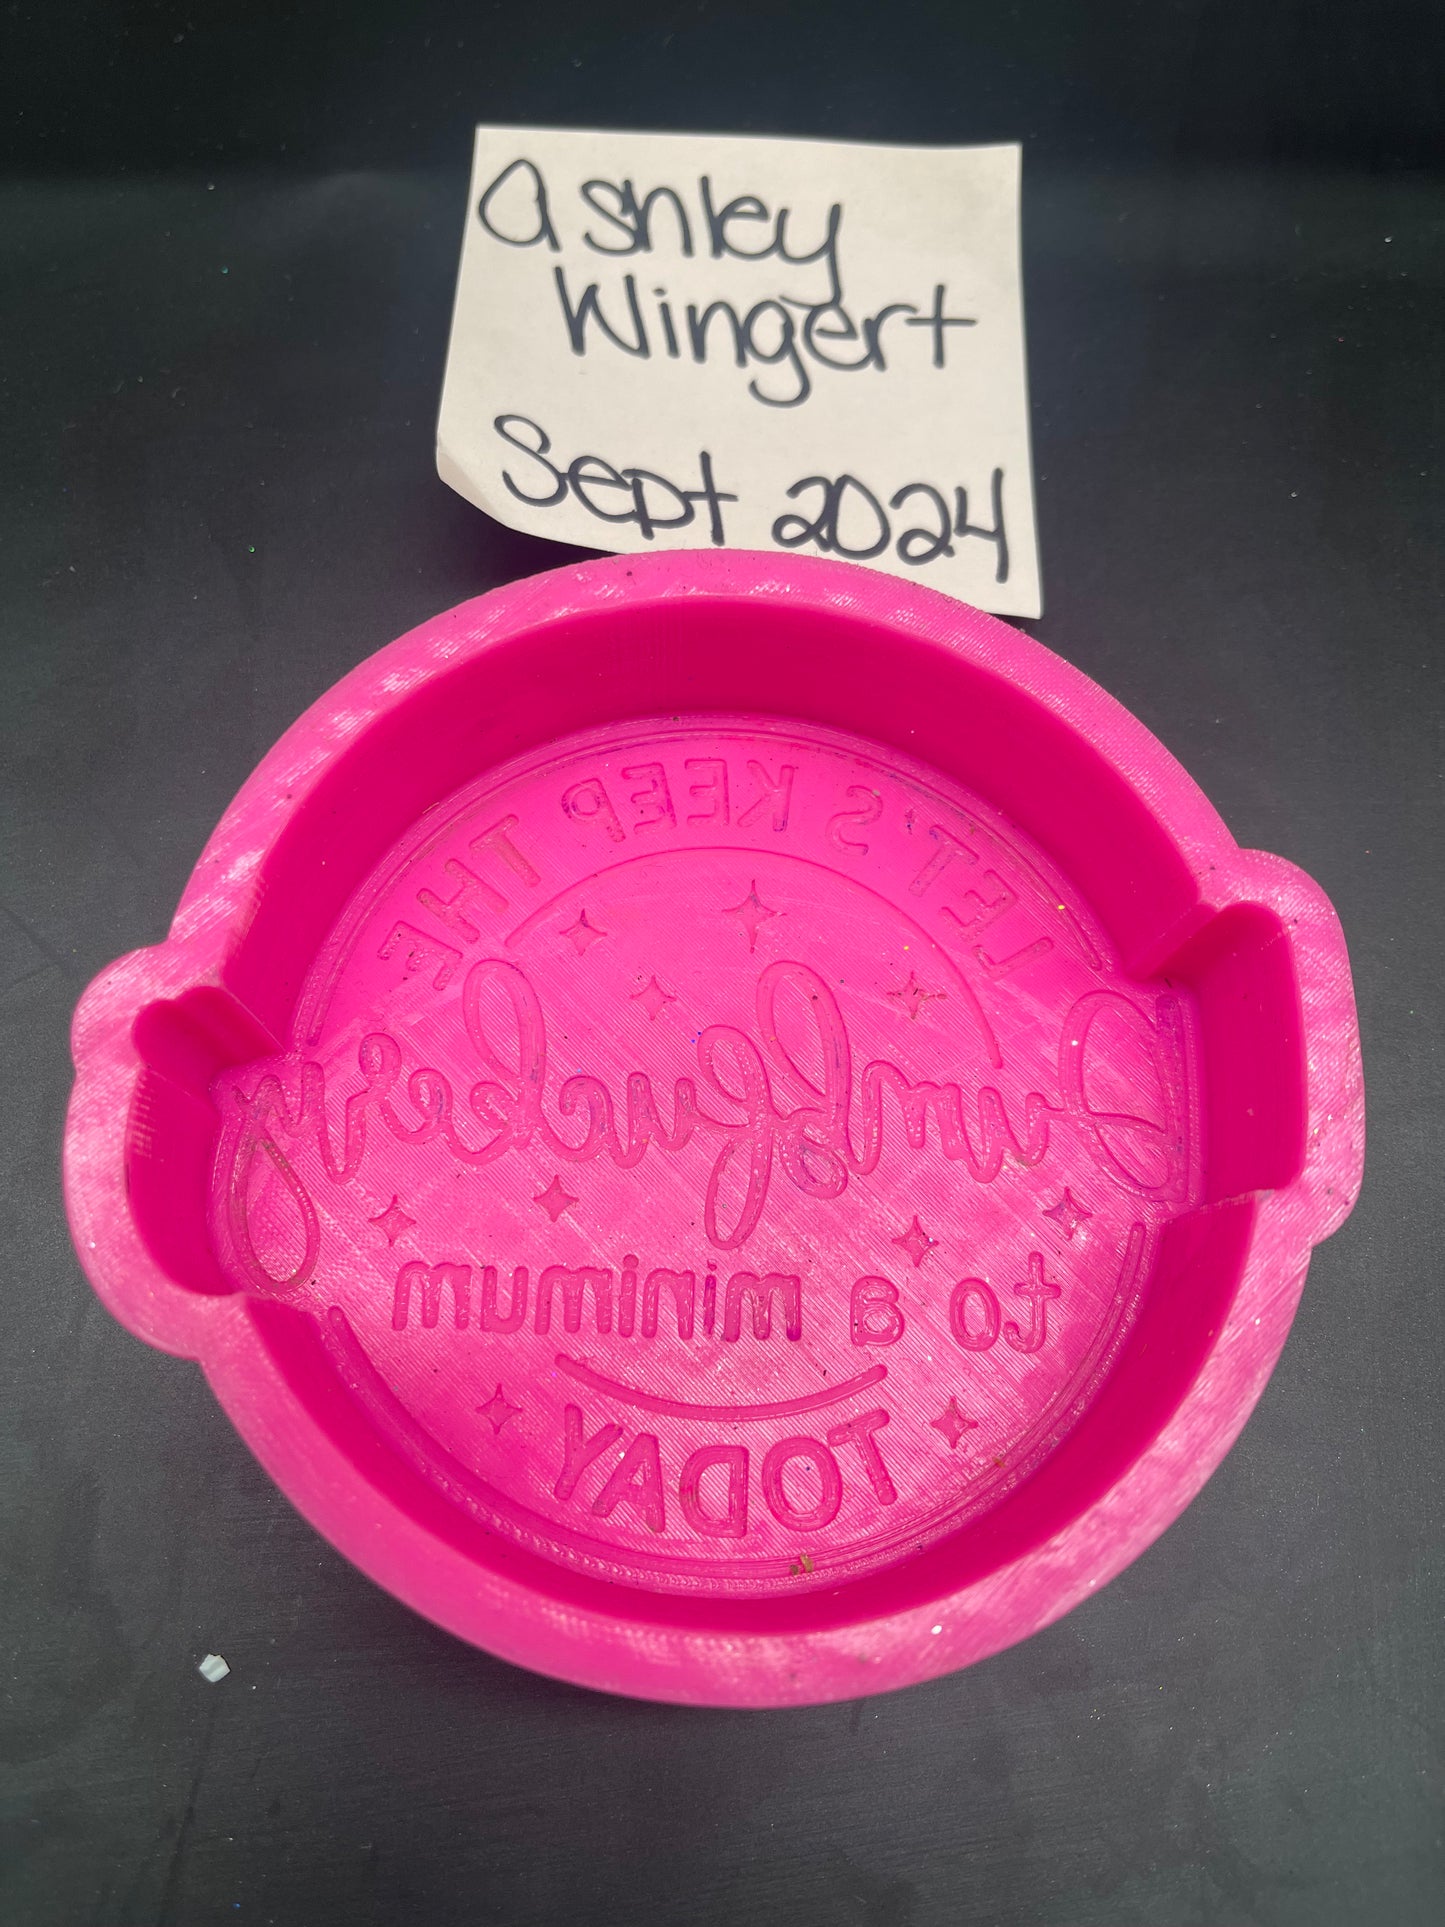 Ashley
Wingert
Sept 2024
LET'S KEEP THE
Dumbfuckery
to a minimum
TODAY